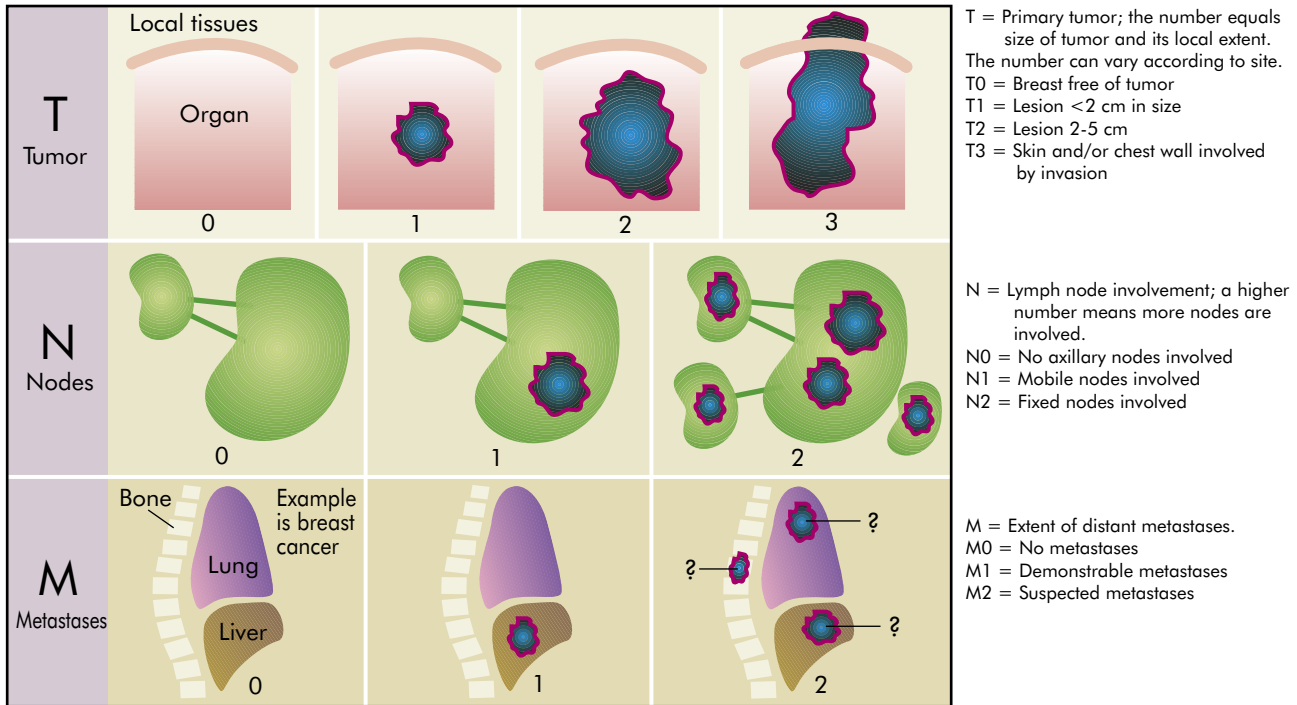 Local tissues
T
Tumor
Organ
0
1
2
3
T = Primary tumor; the number equals
size of tumor and its local extent.
The number can vary according to site.
T0 = Breast free of tumor
T1 = Lesion <2 cm in size
T2 = Lesion 2-5 cm
T3 = Skin and/or chest wall involved
by invasion
N
Nodes
0
1
2
N = Lymph node involvement; a higher
number means more nodes are
involved.
N0 = No axillary nodes involved
N1 = Mobile nodes involved
N2 = Fixed nodes involved
M
Metastases
Bone
Example
is breast
cancer
Lung
Liver
0
1
?
?
?
2
M = Extent of distant metastases.
M0 = No metastases
M1 = Demonstrable metastases
M2 = Suspected metastases